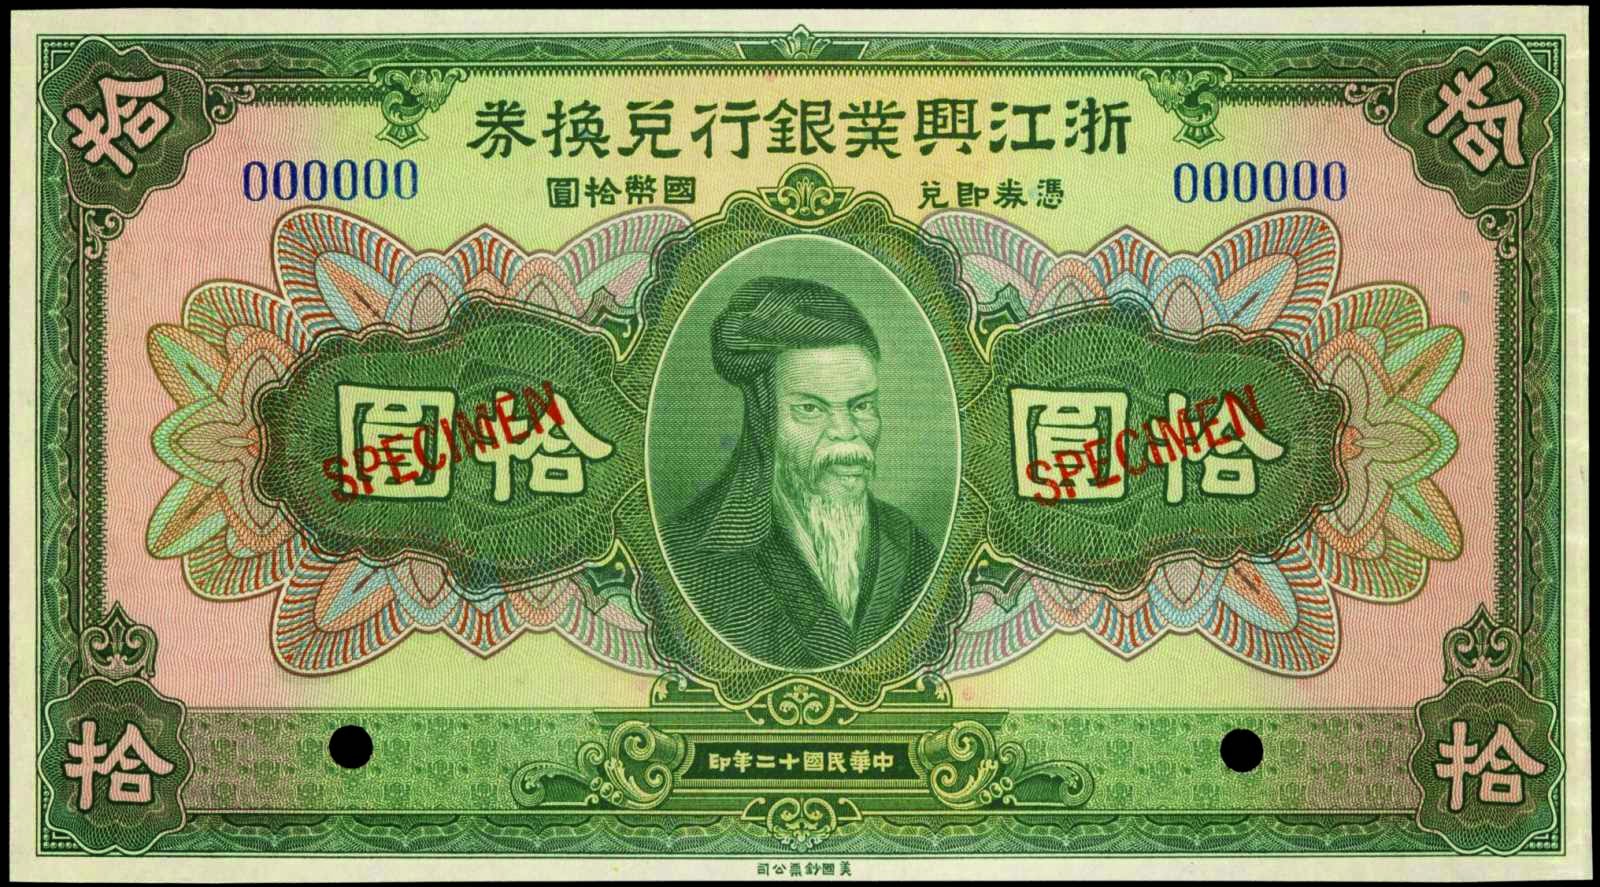 拾
拾
浙江興業銀行兌換券
000000
000000
憑券即兌
國幣拾圓
拾圓
拾圓
SPECIMEN
SPECIMEN
中華民國十二年印
拾
拾
美國鈔票公司